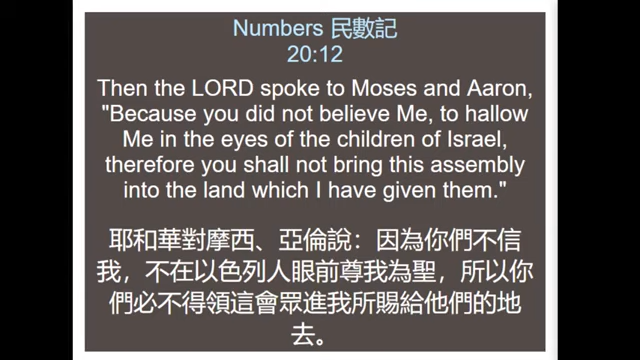 Numbers 民數記
20:12
Then the LORD spoke to Moses and Aaron,
"Because you did not believe Me, to hallow
Me in the eyes of the children of Israel,
therefore you shall not bring this assembly
into the land which I have given them."
耶和華對摩西、亞倫說：因為你們不信
我，不在以色列人眼前尊我為聖，所以你
們必不得領這會眾進我所賜給他們的地
去。